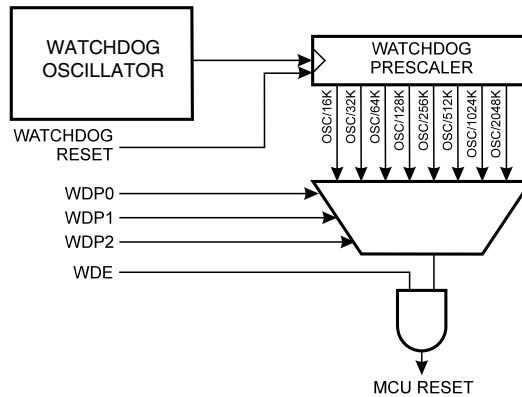 WATCHDOG
OSCILLATOR
WATCHDOG
PRESCALER
WATCHDOG
RESET
OSC/16K
OSC/32K
OSC/64K
OSC/128K
OSC/256K
OSC/512K
OSC/1024K
OSC/2048K
WDP0
WDP1
WDP2
WDE
MCU RESET